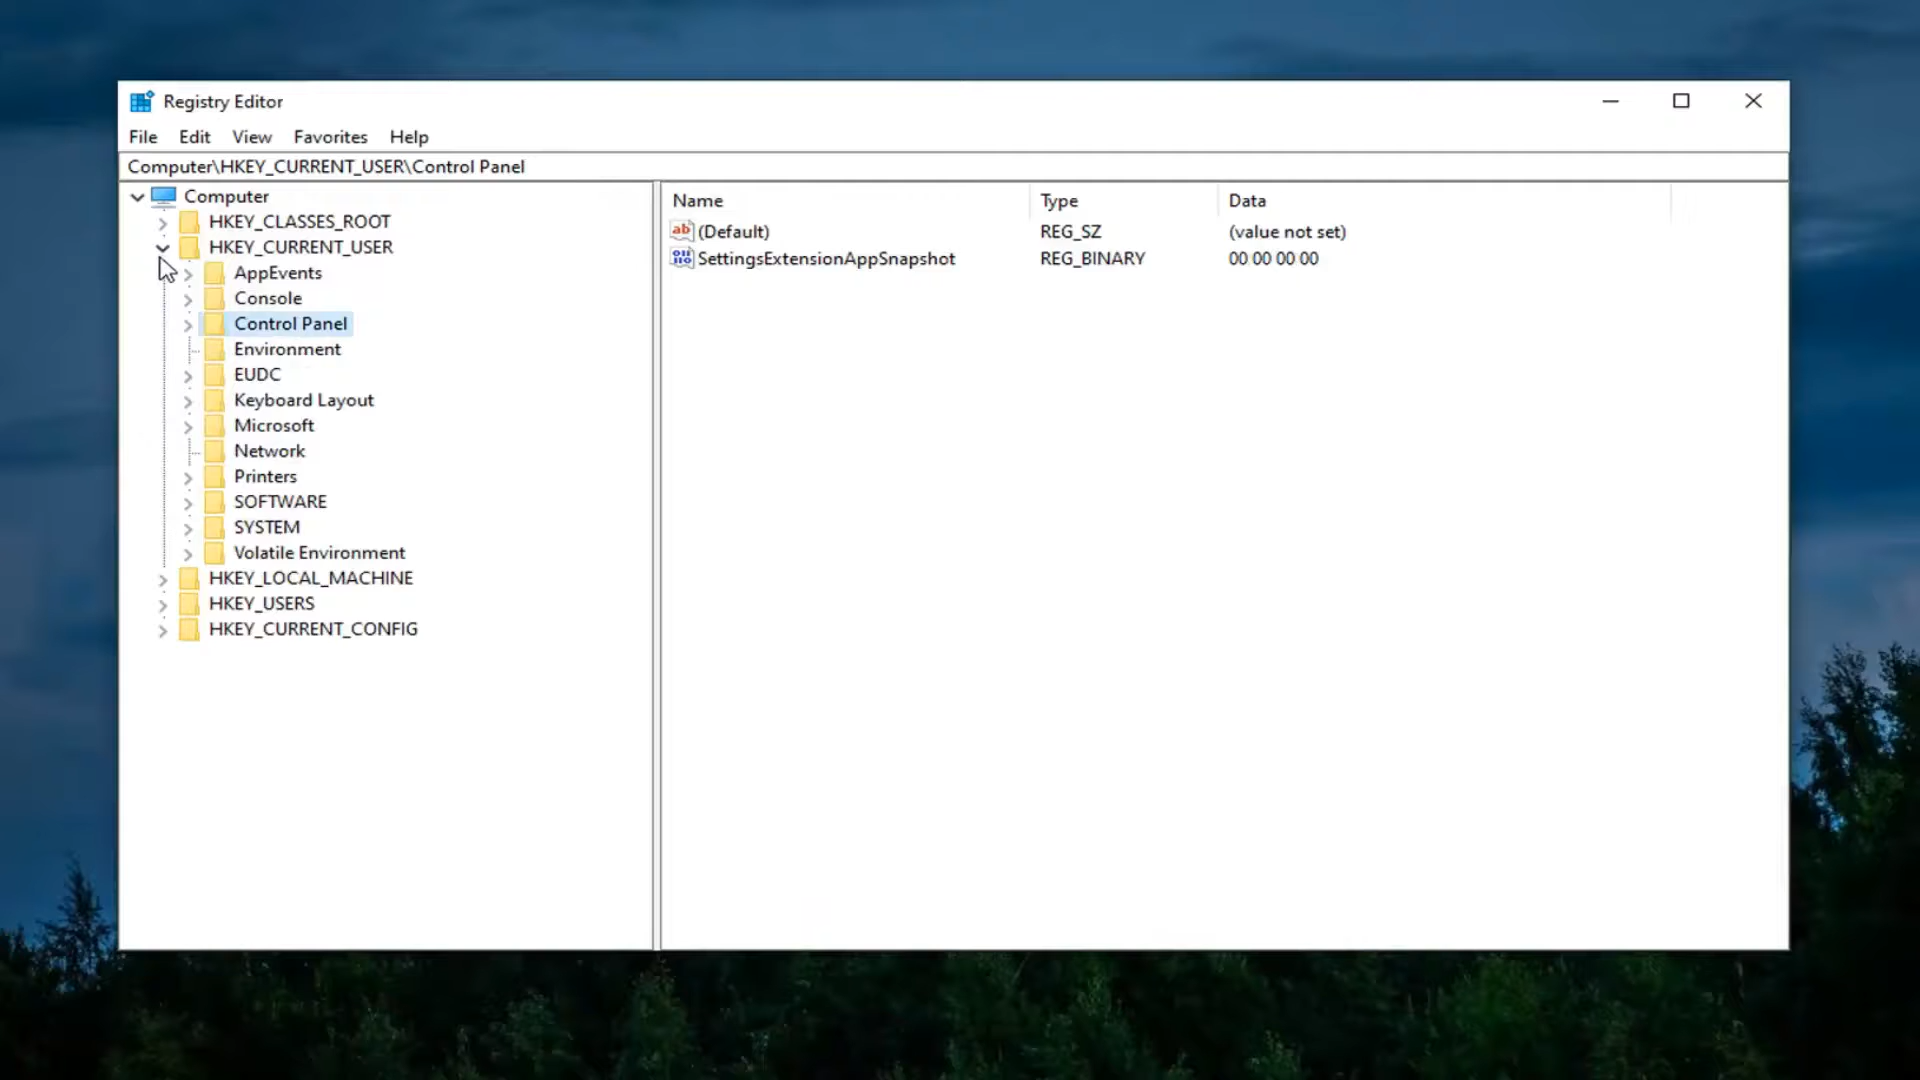 Registry Editor
File Edit View Favorites Help
Computer\HKEY_CURRENT_USER\Control Panel
Computer
HKEY_CLASSES_ROOT
HKEY_CURRENT_USER
AppEvents
Console
Control Panel
Environment
EUDC
Keyboard Layout
Microsoft
Network
Printers
SOFTWARE
SYSTEM
Volatile Environment
HKEY_LOCAL_MACHINE
HKEY_USERS
HKEY_CURRENT_CONFIG
Name Type Data
(Default) REG_SZ (value not set)
SettingsExtensionAppSnapshot REG_BINARY 00 00 00 00